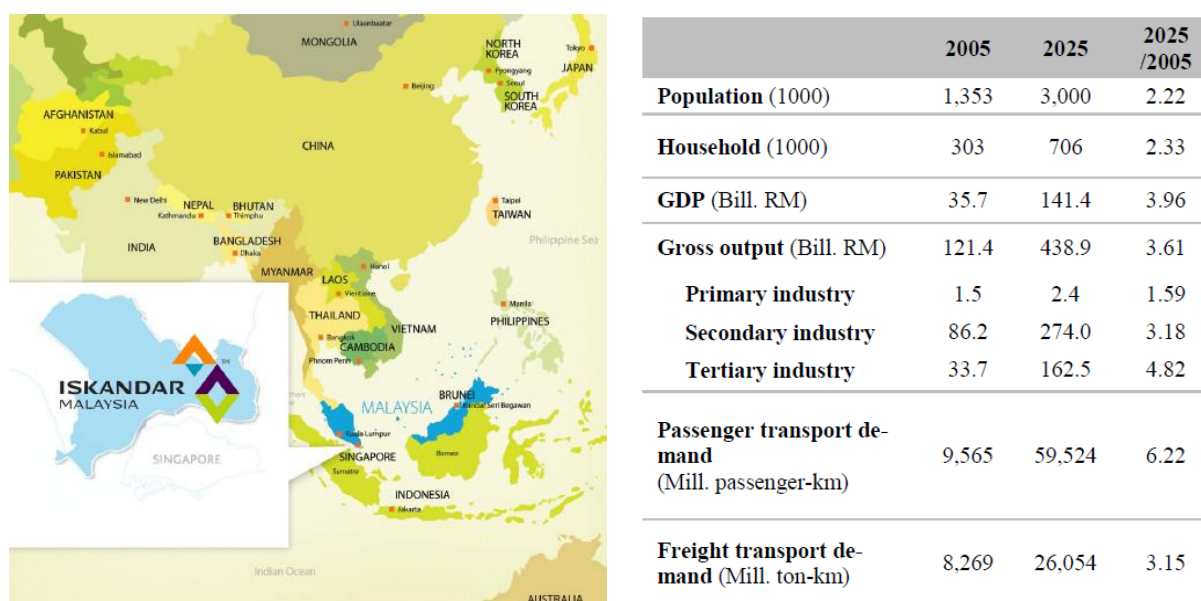 Ulaanbaatar
MONGOLIA
NORTH
KOREA
Tokyo
Pyongyang
JAPAN
Beijing
Seoul
SOUTH
KOREA
AFGHANISTAN
Kabul
CHINA
Islamabad
PAKISTAN
New Delhi
NEPAL
BHUTAN
Taipei
Kathmandu
Thimphu
TAIWAN
BANGLADESH
INDIA
Dhaka
Philippine Sea
MYANMAR
Hanoi
LAOS
Vientiane
Manila
THAILAND
VIETNAM
PHILIPPINES
Bangkok
CAMBODIA
Phnom Penh
TM
ISKANDAR
MALAYSIA
BRUNEI
MALAYSIA
Bandar Seri Begawan
Kuala Lumpur
SINGAPORE
SINGAPORE
Borneo
Sumatra
INDONESIA
Jakarta
Indian Ocean
AUSTRALIA
2005 2025 2025
/2005
Population (1000) 1,353 3,000 2.22
Household (1000) 303 706 2.33
GDP (Bill. RM) 35.7 141.4 3.96
Gross output (Bill. RM) 121.4 438.9 3.61
Primary industry 1.5 2.4 1.59
Secondary industry 86.2 274.0 3.18
Tertiary industry 33.7 162.5 4.82
Passenger transport de-
mand 9,565 59,524 6.22
(Mill. passenger-km)
Freight transport de-
mand (Mill. ton-km) 8,269 26,054 3.15